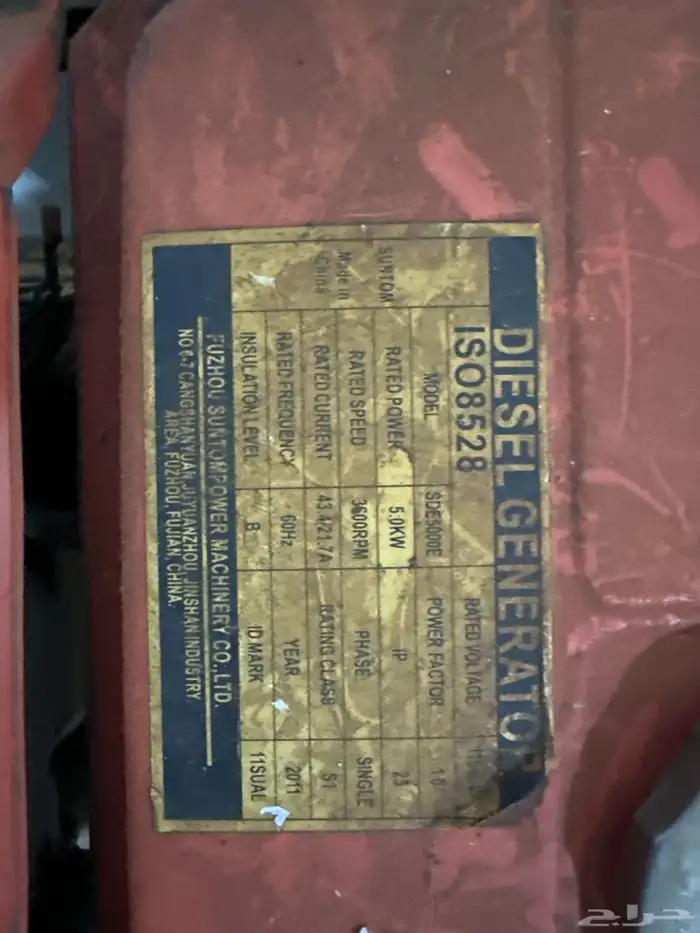 DIESEL GENERATOR
ISO8528
RATED VOLTAGE
MODEL SDE5000E POWER FACTOR 1.0
SUNTOM RATED POWER 5.0KW IP 23
Made in China RATED SPEED 3600RPM PHASE SINGLE
RATED CURRENT 43.4/21.7A RATING CLASS S1
RATED FREQUENCY 60Hz YEAR 2011
INSULATION LEVEL B ID MARK 11SUAL
FUZHOU SUNTOMPOWER MACHINERY CO.,LTD.
NO 6-7 CANGSHANYUAN,JUYUANZHOU, JINSHAN INDUSTRY
AREA, FUZHOU, FUJIAN, CHINA.
حراج